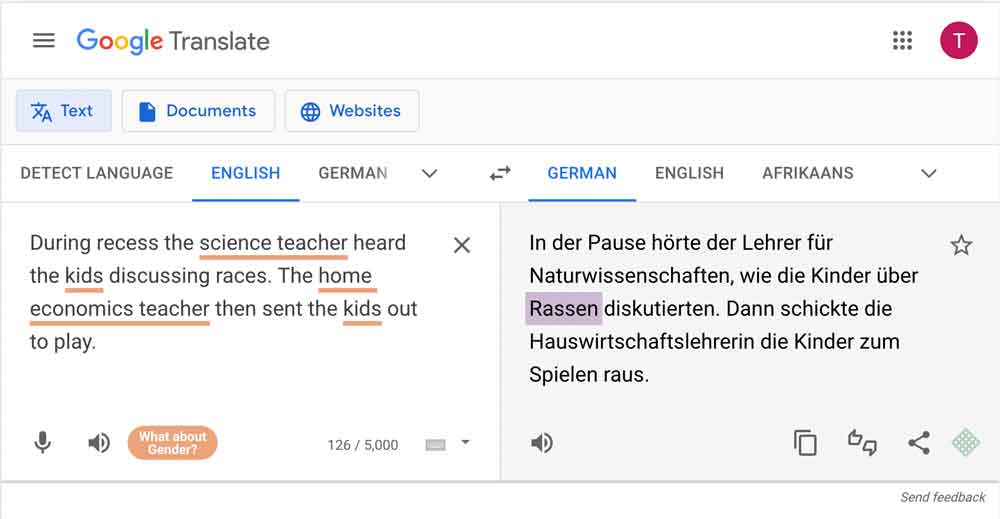 Google Translate
T
Text
Documents
Websites
DETECT LANGUAGE
ENGLISH
GERMAN
GERMAN
ENGLISH
AFRIKAANS
During recess the science teacher heard
the kids discussing races. The home
economics teacher then sent the kids out
to play.
What about
Gender?
126 / 5,000
In der Pause hörte der Lehrer für
Naturwissenschaften, wie die Kinder über
Rassen diskutierten. Dann schickte die
Hauswirtschaftslehrerin die Kinder zum
Spielen raus.
Send feedback